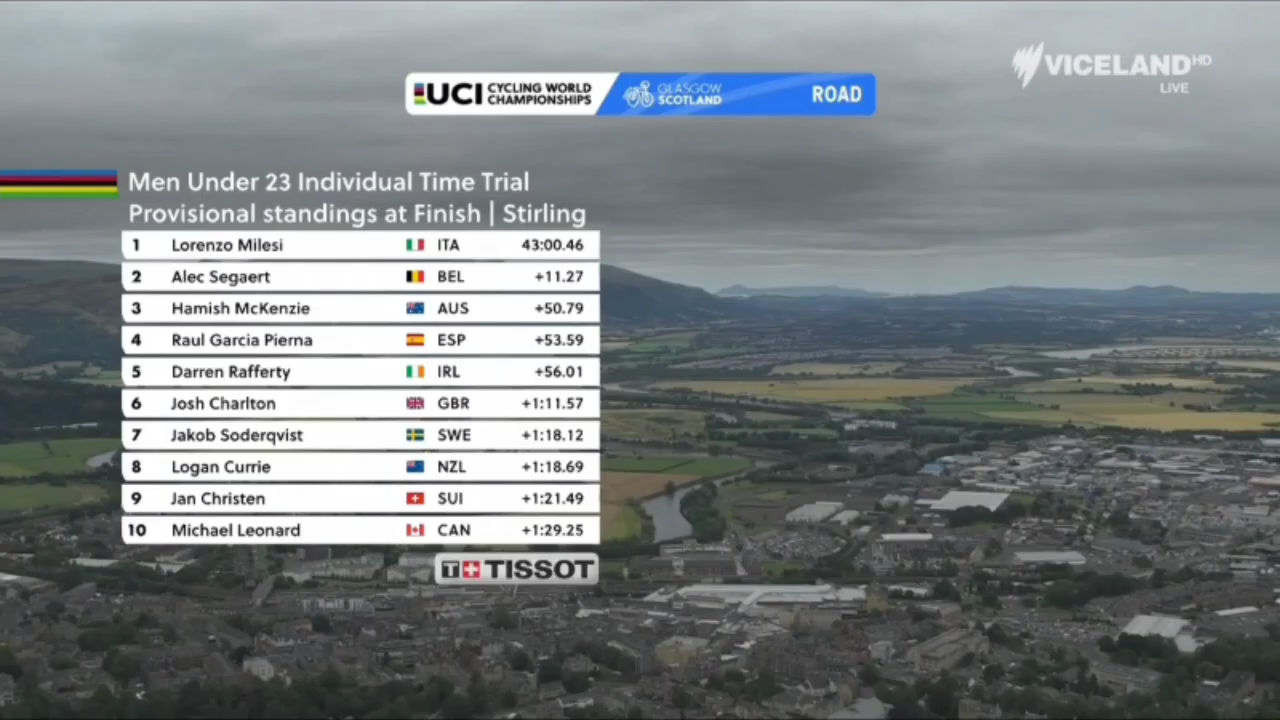 VICELAND HD
LIVE
UCI CYCLING WORLD CHAMPIONSHIPS GLASGOW SCOTLAND ROAD
Men Under 23 Individual Time Trial
Provisional standings at Finish | Stirling
1 Lorenzo Milesi ITA 43:00.46
2 Alec Segaert BEL +11.27
3 Hamish McKenzie AUS +50.79
4 Raul Garcia Pierna ESP +53.59
5 Darren Rafferty IRL +56.01
6 Josh Charlton GBR +1:11.57
7 Jakob Soderqvist SWE +1:18.12
8 Logan Currie NZL +1:18.69
9 Jan Christen SUI +1:21.49
10 Michael Leonard CAN +1:29.25
T+ TISSOT